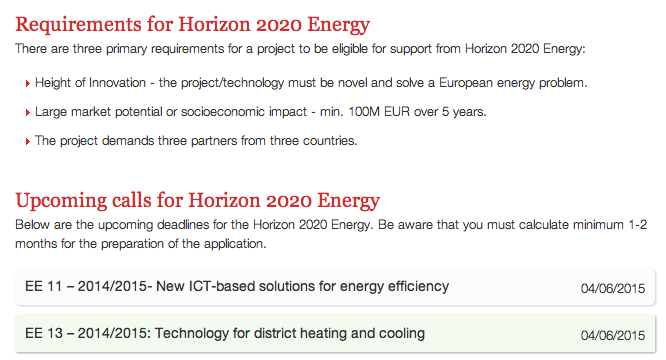 Requirements for Horizon 2020 Energy
There are three primary requirements for a project to be eligible for support from Horizon 2020 Energy:
Height of Innovation - the project/technology must be novel and solve a European energy problem.
Large market potential or socioeconomic impact - min. 100M EUR over 5 years.
The project demands three partners from three countries.
Upcoming calls for Horizon 2020 Energy
Below are the upcoming deadlines for the Horizon 2020 Energy. Be aware that you must calculate minimum 1-2
months for the preparation of the application.
EE 11 – 2014/2015- New ICT-based solutions for energy efficiency 04/06/2015
EE 13 – 2014/2015: Technology for district heating and cooling 04/06/2015